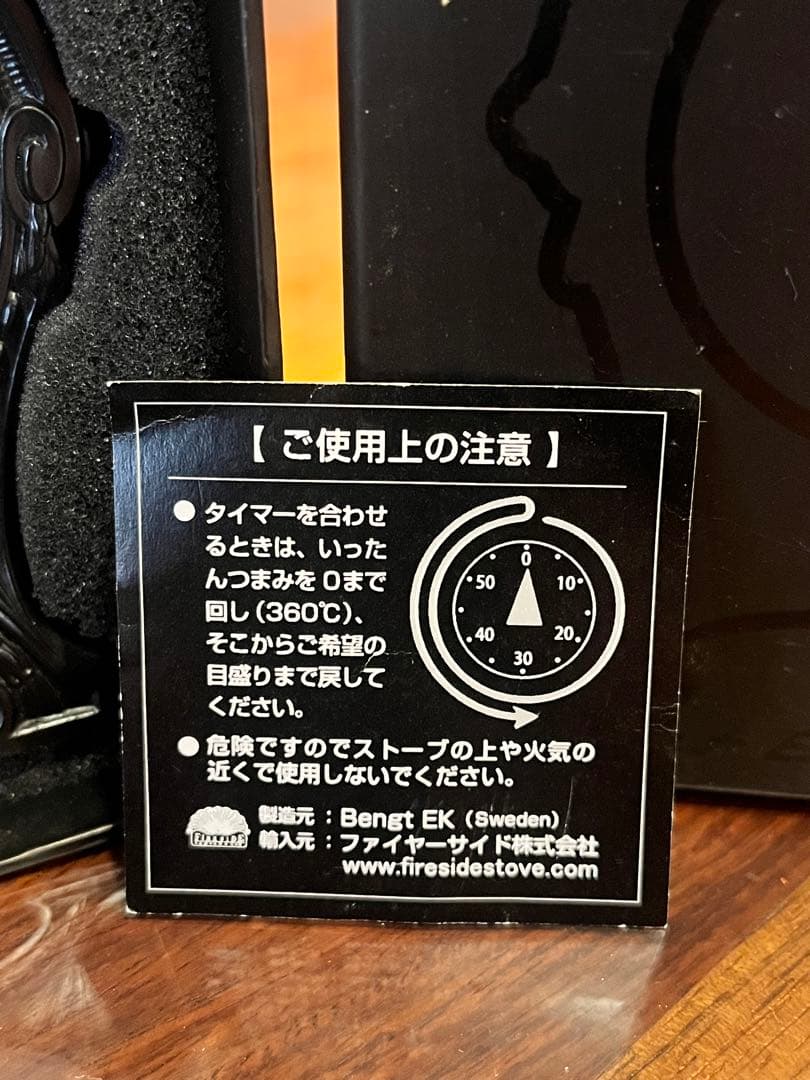 【 ご使用上の注意 】
● タイマーを合わせ
るときは、いった
んつまみを 0まで
回し（360℃）、
そこからご希望の
目盛りまで戻して
ください。
0
10
20
30
40
50
● 危険ですのでストーブの上や火気の
近くで使用しないでください。
FIRESIDE
製造元：Bengt EK（Sweden）
輸入元：ファイヤーサイド株式会社
www.firesidestove.com